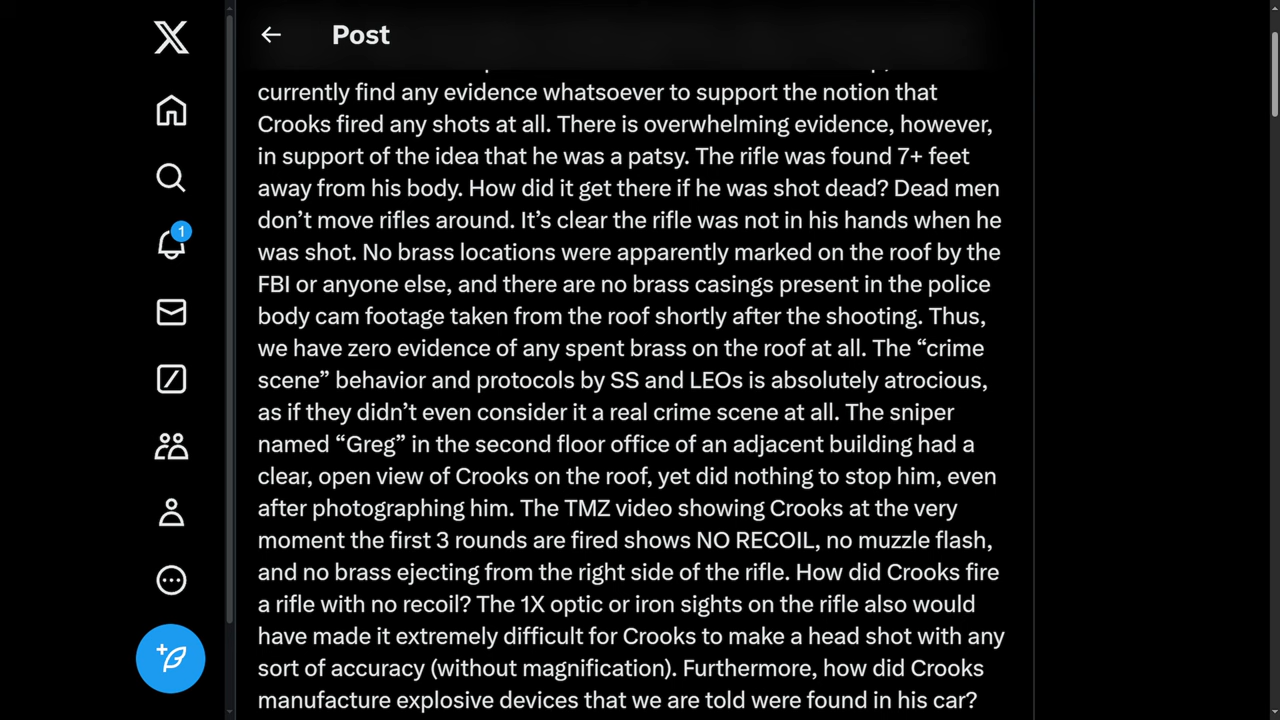 Post
currently find any evidence whatsoever to support the notion that
Crooks fired any shots at all. There is overwhelming evidence, however,
in support of the idea that he was a patsy. The rifle was found 7+ feet
away from his body. How did it get there if he was shot dead? Dead men
don’t move rifles around. It’s clear the rifle was not in his hands when he
was shot. No brass locations were apparently marked on the roof by the
FBI or anyone else, and there are no brass casings present in the police
body cam footage taken from the roof shortly after the shooting. Thus,
we have zero evidence of any spent brass on the roof at all. The “crime
scene” behavior and protocols by SS and LEOs is absolutely atrocious,
as if they didn’t even consider it a real crime scene at all. The sniper
named “Greg” in the second floor office of an adjacent building had a
clear, open view of Crooks on the roof, yet did nothing to stop him, even
after photographing him. The TMZ video showing Crooks at the very
moment the first 3 rounds are fired shows NO RECOIL, no muzzle flash,
and no brass ejecting from the right side of the rifle. How did Crooks fire
a rifle with no recoil? The 1X optic or iron sights on the rifle also would
have made it extremely difficult for Crooks to make a head shot with any
sort of accuracy (without magnification). Furthermore, how did Crooks
manufacture explosive devices that we are told were found in his car?
1